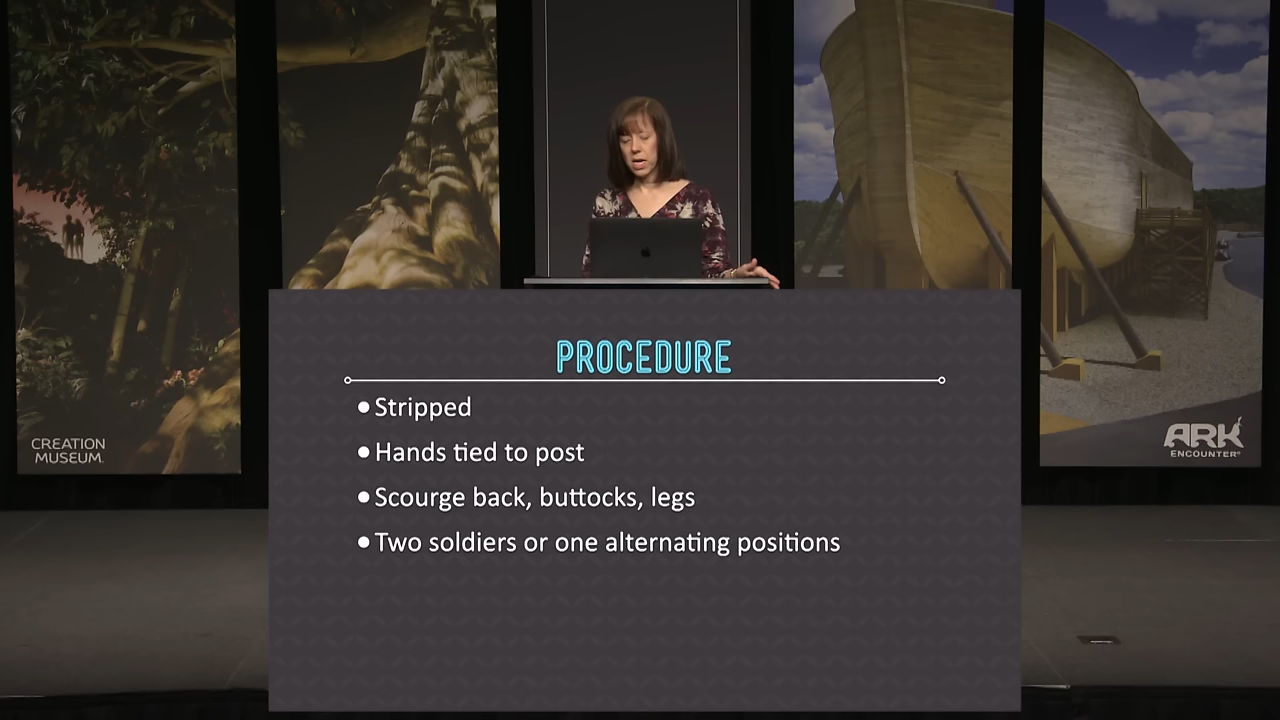 PROCEDURE
Stripped
Hands tied to post
Scourge back, buttocks, legs
Two soldiers or one alternating positions
CREATION
MUSEUM
ARK
ENCOUNTER